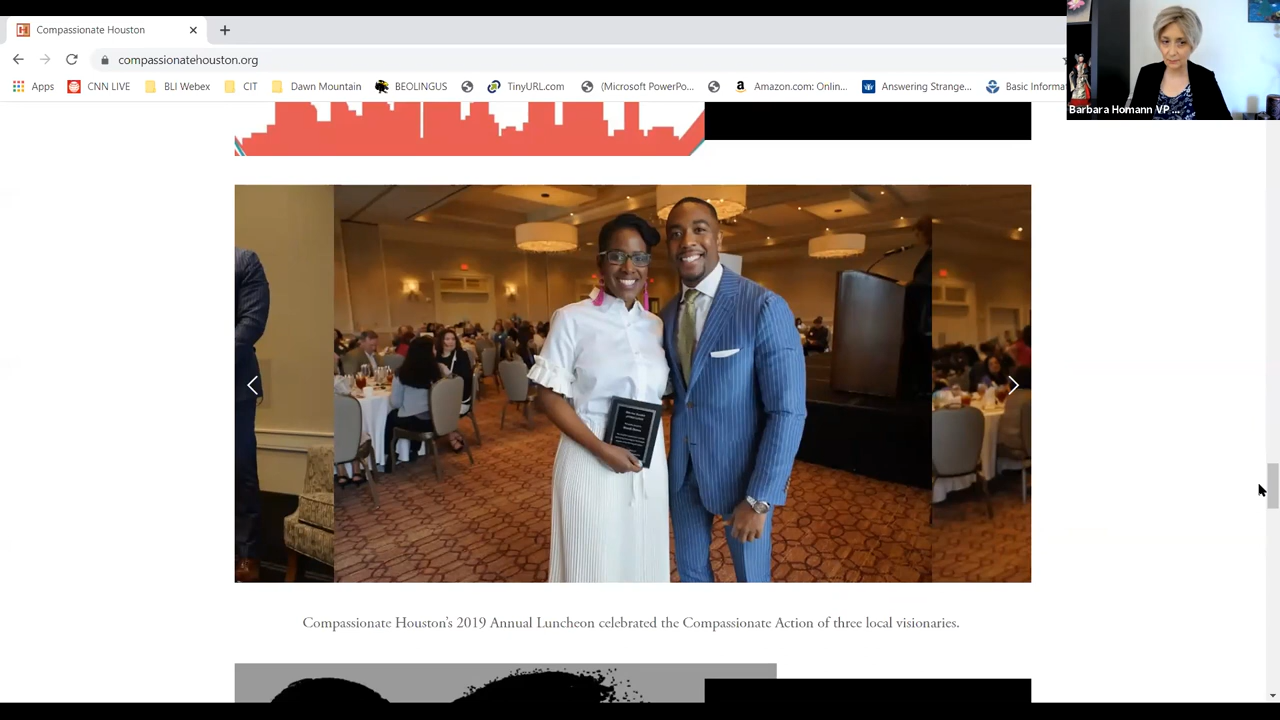 Compassionate Houston
compassionatehouston.org
Apps CNN LIVE BLI Webex CIT Dawn Mountain BEOLINGUS TinyURL.com (Microsoft PowerPo... Amazon.com: Onlin... Answering Strange... Basic Informa
Barbara Homann VP ...
Compassionate Houston's 2019 Annual Luncheon celebrated the Compassionate Action of three local visionaries.